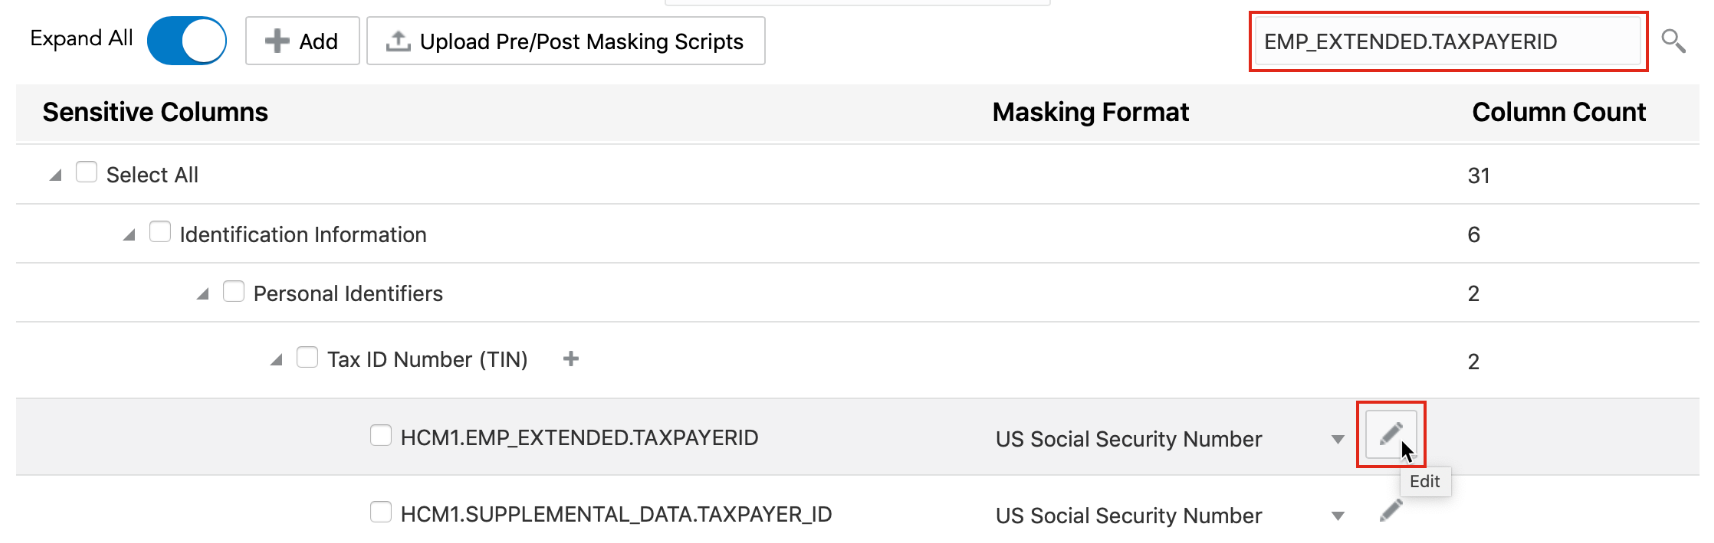 Expand All Add Upload Pre/Post Masking Scripts EMP_EXTENDED.TAXPAYERID
Sensitive Columns Masking Format Column Count
Select All 31
Identification Information 6
Personal Identifiers 2
Tax ID Number (TIN) 2
HCM1.EMP_EXTENDED.TAXPAYERID US Social Security Number
Edit
HCM1.SUPPLEMENTAL_DATA.TAXPAYER_ID US Social Security Number